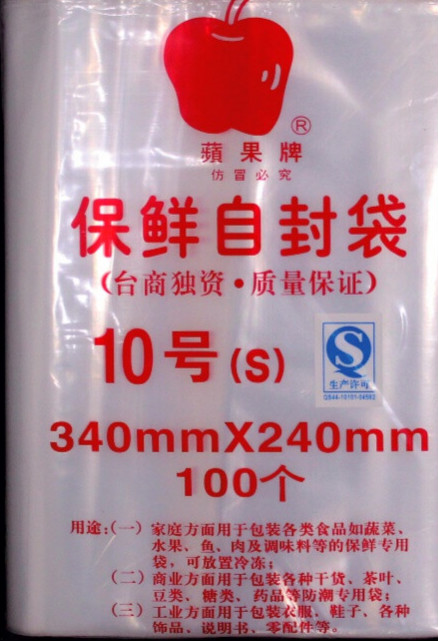 ®
蘋果牌
仿冒必究
保鲜自封袋
(台商独资·质量保证)
10号(S)
生产许可
340mmX240mm
100个
用途:(一)家庭方面用于包装各类食品如蔬菜、
水果、鱼、肉及调味料等的保鲜专用
袋,可放置冷冻;
(二)商业方面用于包装各种干货、茶叶、
豆类、糖类、药品等防潮专用袋;
(三)工业方面用于包装衣服、鞋子、各种
饰品、说明书、零配件等。